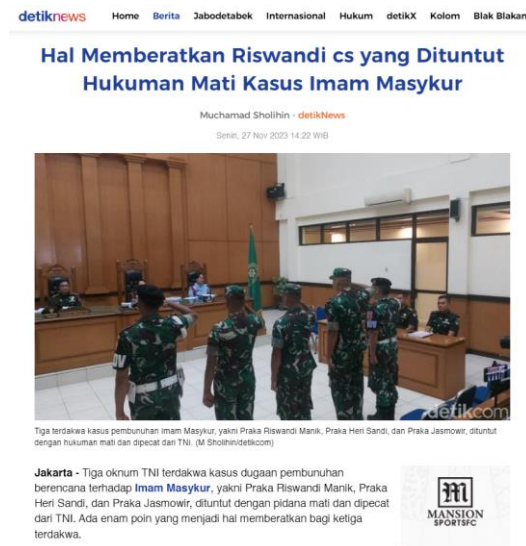 detiknews Home Berita Jabodetabek Internasional Hukum detikX Kolom Blak Blakan
Hal Memberatkan Riswandi cs yang Dituntut
Hukuman Mati Kasus Imam Masykur
Muchamad Sholihin - detikNews
Senin, 27 Nov 2023 14:22 WIB
detikcom
Tiga terdakwa kasus pembunuhan Imam Masykur, yakni Praka Riswandi Manik, Praka Heri Sandi, dan Praka Jasmowir, dituntut
dengan hukuman mati dan dipecat dari TNI. (M Sholihin/detikcom)
Jakarta - Tiga oknum TNI terdakwa kasus dugaan pembunuhan
berencana terhadap Imam Masykur, yakni Praka Riswandi Manik, Praka
Heri Sandi, dan Praka Jasmowir, dituntut dengan pidana mati dan dipecat
dari TNI. Ada enam poin yang menjadi hal memberatkan bagi ketiga
terdakwa.
MANSION
SPORTSFC